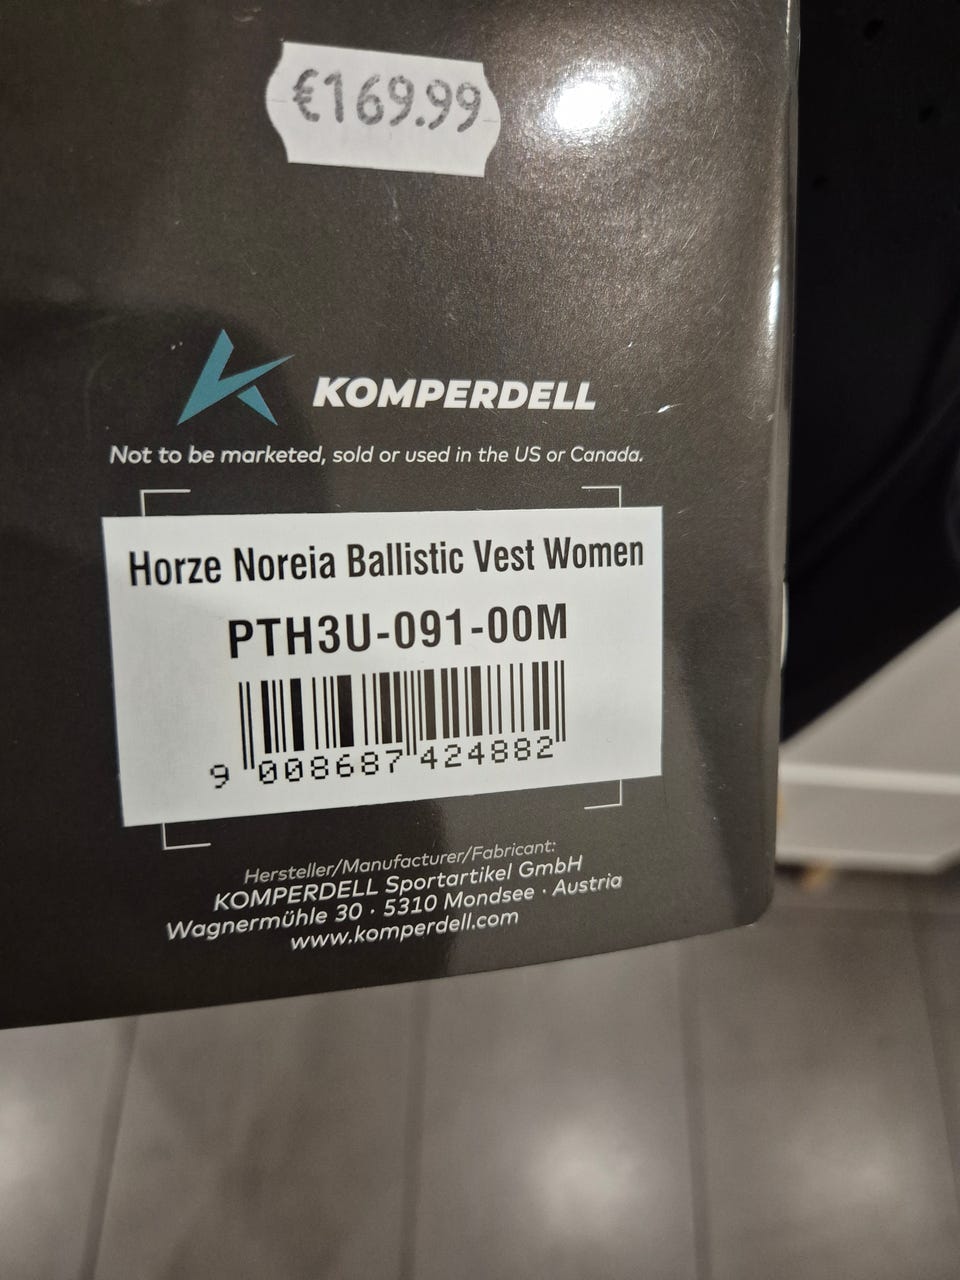 €169.99
KOMPERDELL
Not to be marketed, sold or used in the US or Canada.
Horze Noreia Ballistic Vest Women
PTH3U-091-00M
9 008687 424882
Hersteller/Manufacturer/Fabricant:
KOMPERDELL Sportartikel GmbH
Wagnermühle 30 · 5310 Mondsee · Austria
www.komperdell.com